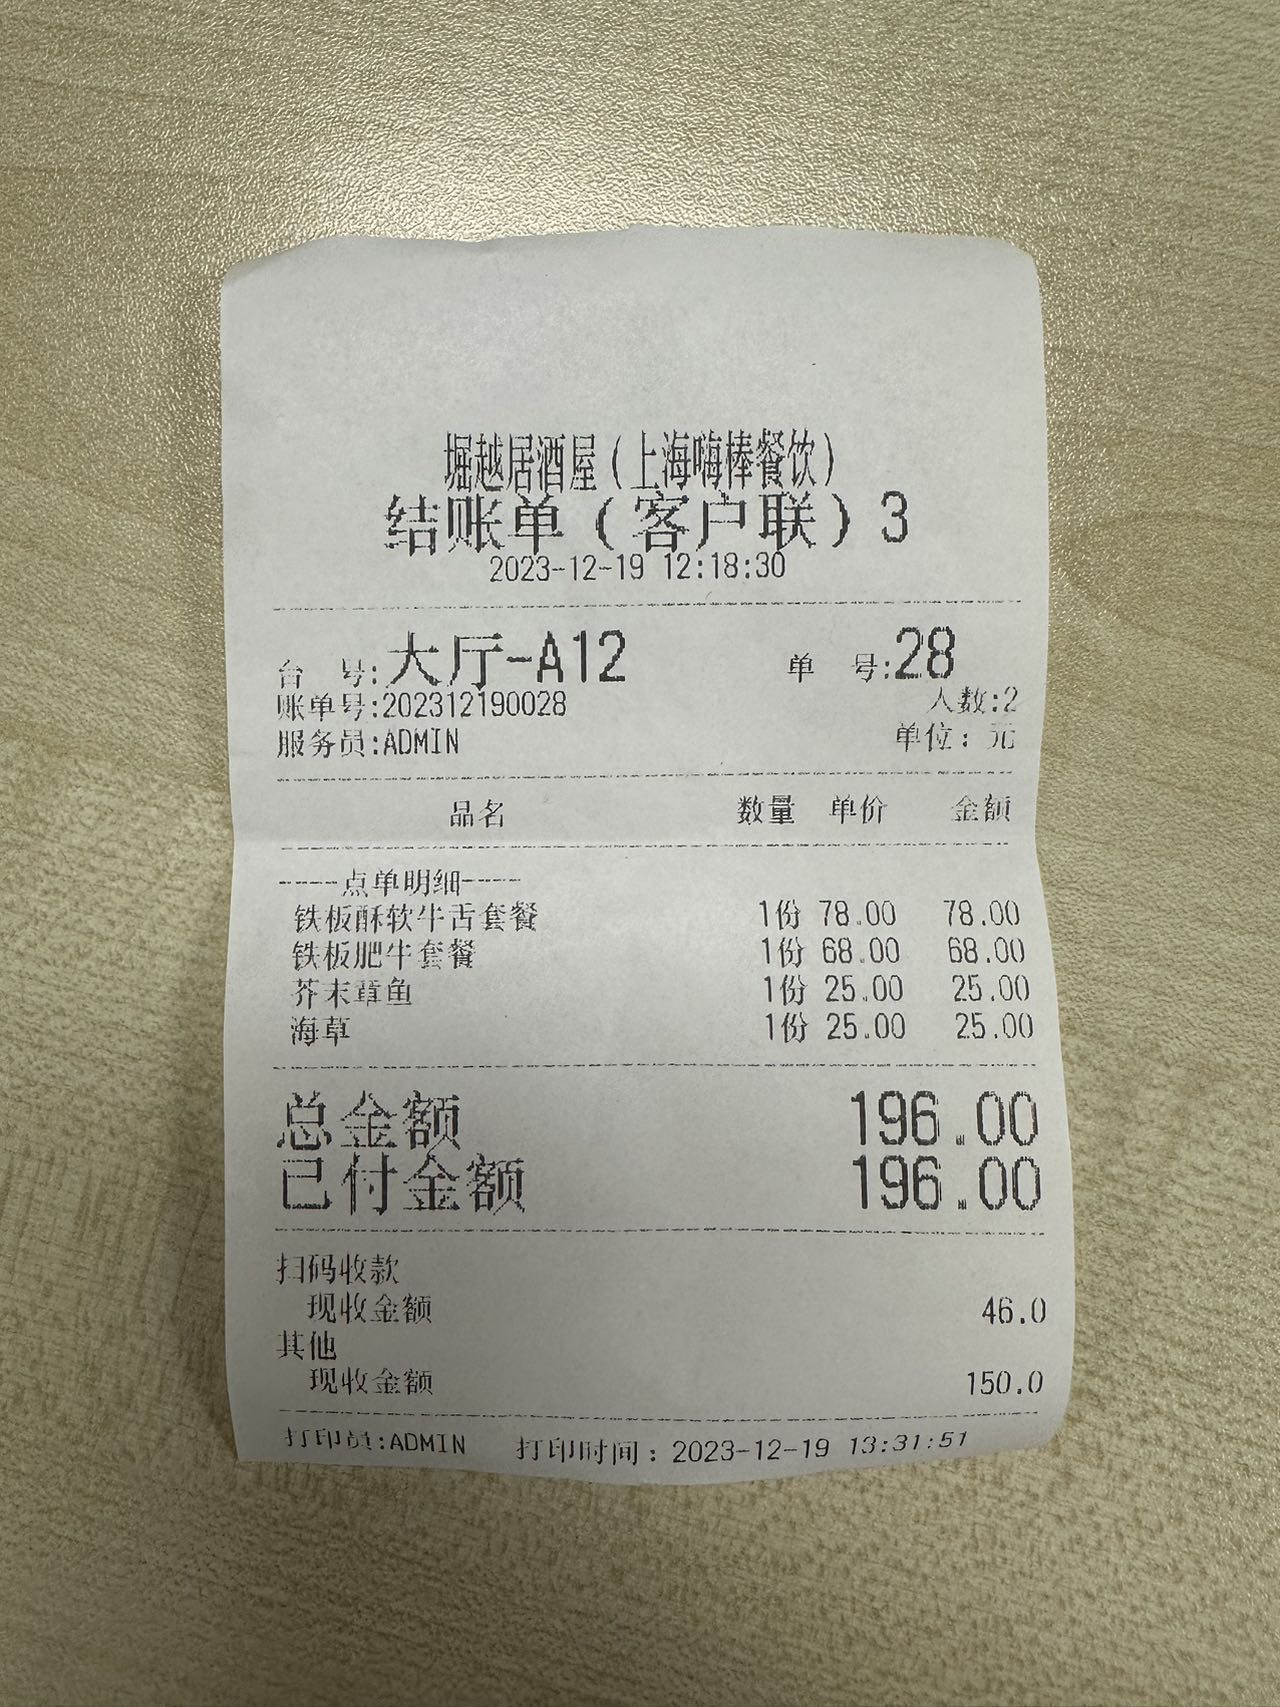 堀越居酒屋(上海嗨棒餐饮)
结账单(客户联)3
2023-12-19 12:18:30
台 号:大厅-A12 单 号:28
账单号:202312190028 人数:2
服务员:ADMIN 单位：元
品名 数量 单价 金额
----点单明细----
铁板酥软牛舌套餐 1份 78.00 78.00
铁板肥牛套餐 1份 68.00 68.00
芥末章鱼 1份 25.00 25.00
海草 1份 25.00 25.00
总金额 196.00
已付金额 196.00
扫码收款
现收金额 46.0
其他
现收金额 150.0
打印员:ADMIN 打印时间：2023-12-19 13:31:51